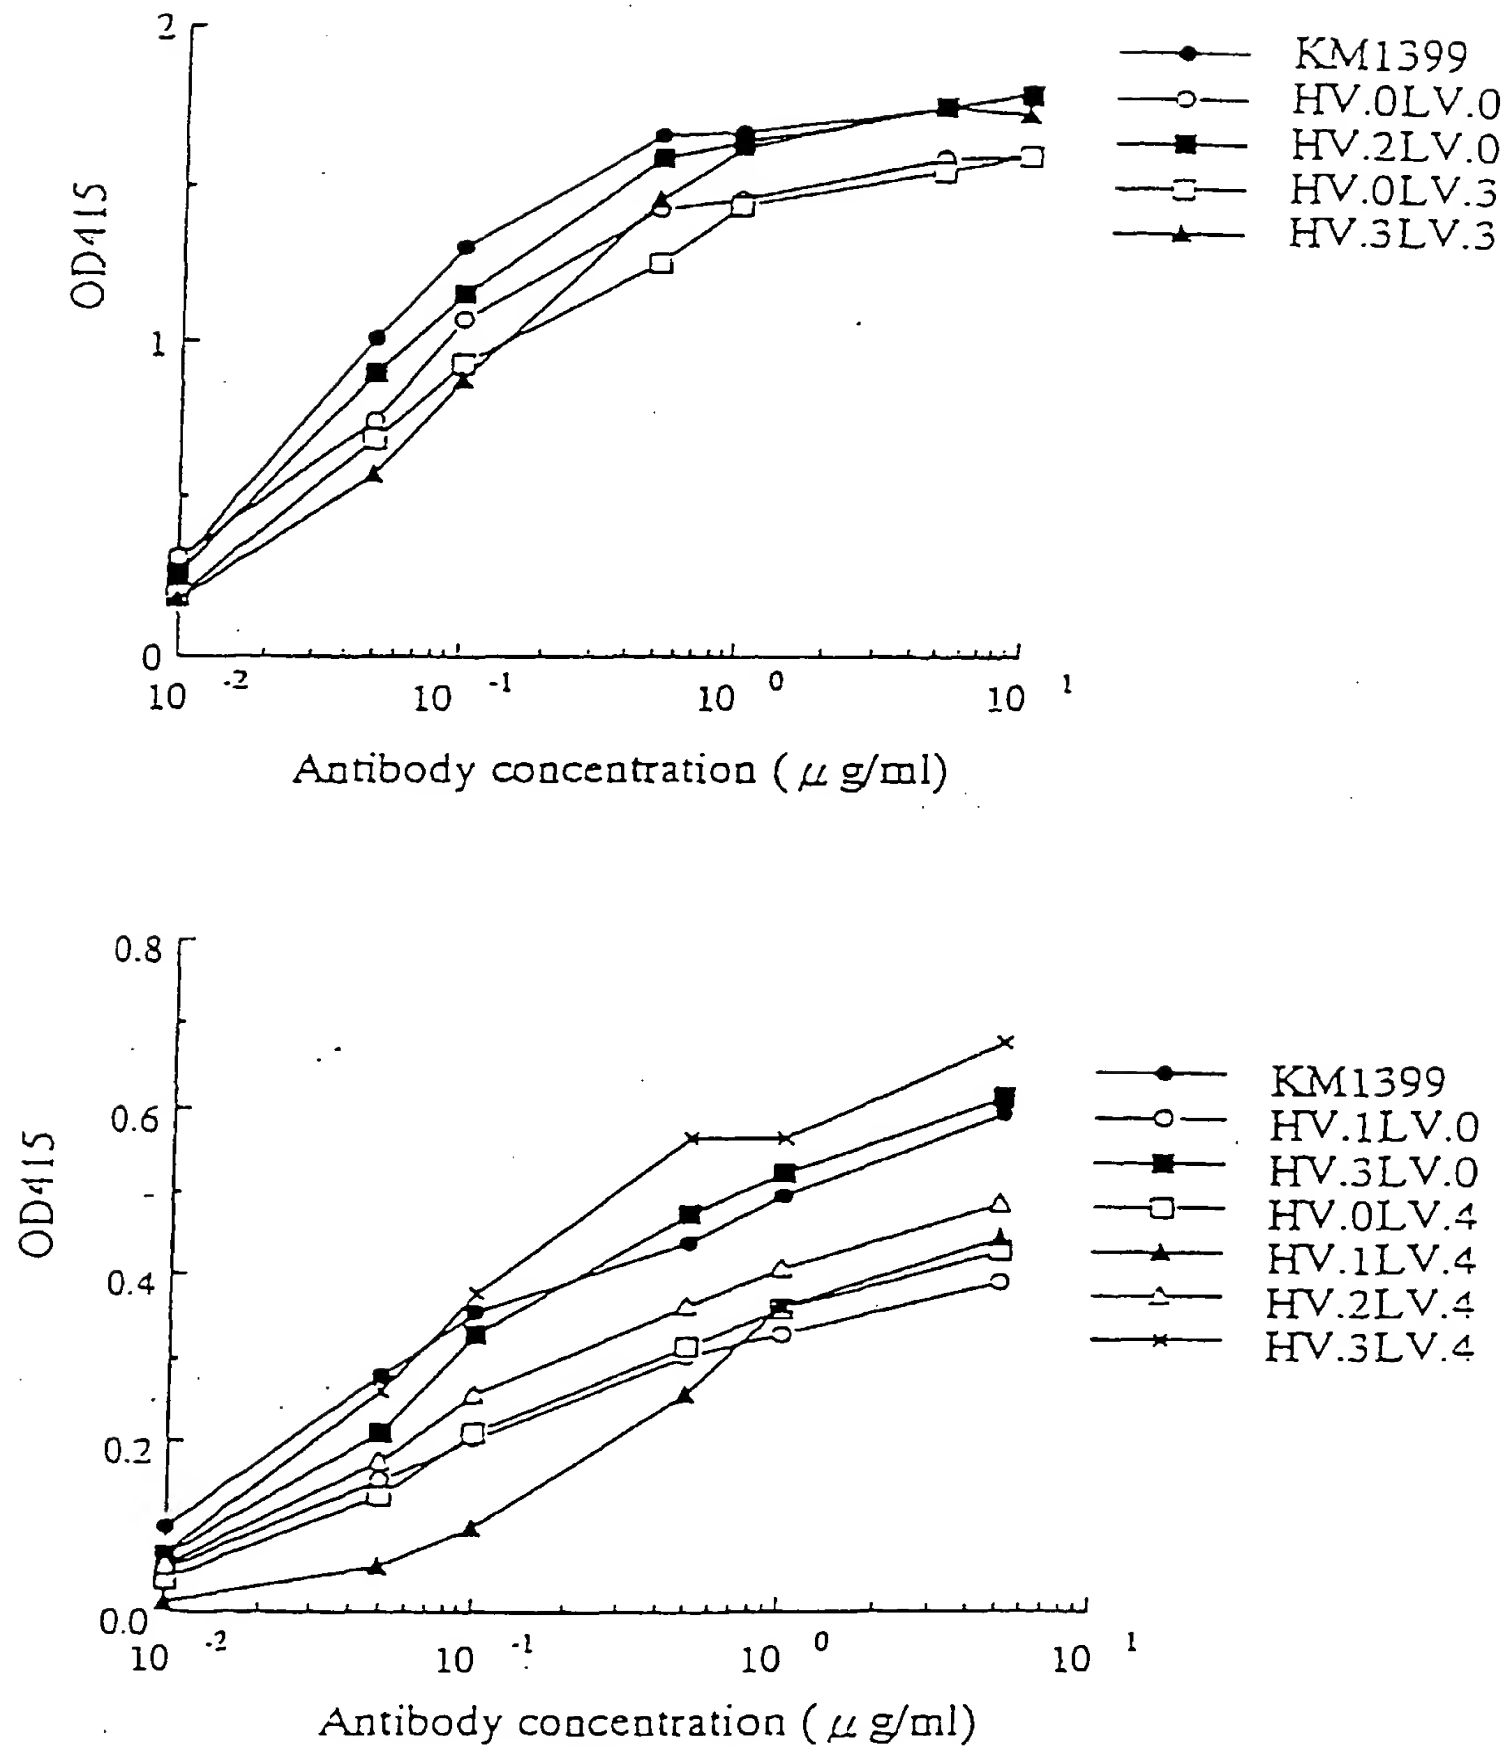 2
1
0
OD415
10 -2
10 -1
10 0
10 1
Antibody concentration ( μ g/ml)
KM1399
HV.0LV.0
HV.2LV.0
HV.0LV.3
HV.3LV.3
0.8
0.6
0.4
0.2
0.0
OD415
10 -2
10 -1
10 0
10 1
Antibody concentration ( μ g/ml)
KM1399
HV.1LV.0
HV.3LV.0
HV.0LV.4
HV.1LV.4
HV.2LV.4
HV.3LV.4